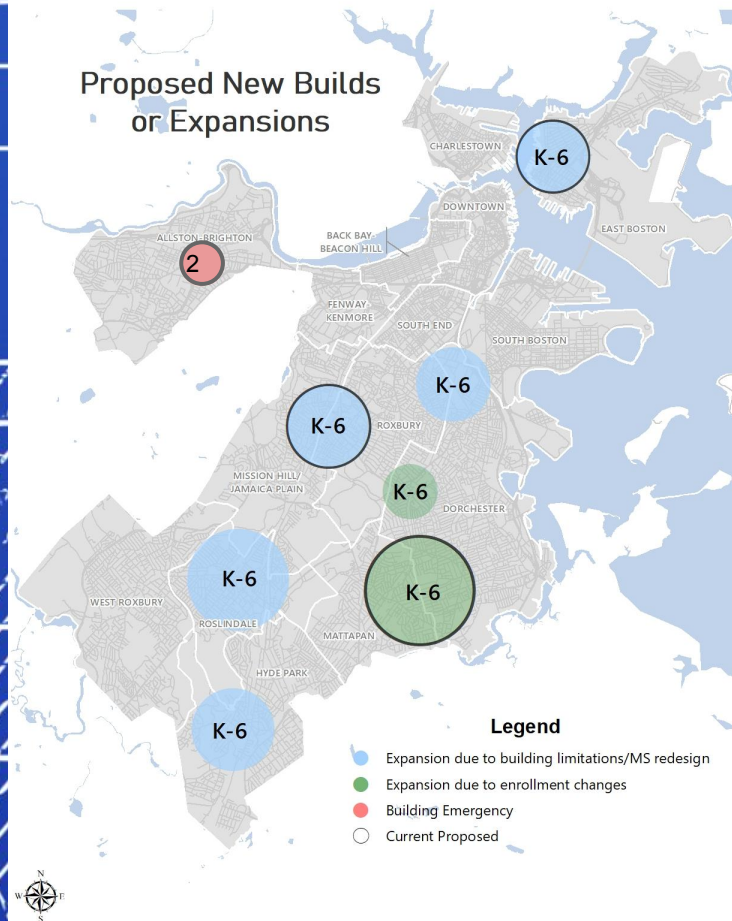 Proposed New Builds
or Expansions
CHARLESTOWN
K-6
DOWNTOWN
EAST BOSTON
ALLSTON-BRIGHTON
BACK BAY-
BEACON HILL
2
FENWAY-
KENMORE
SOUTH END
SOUTH BOSTON
K-6
K-6
ROXBURY
MISSION HILL/
JAMAICA PLAIN
K-6
DORCHESTER
K-6
K-6
WEST ROXBURY
ROSLINDALE
MATTAPAN
HYDE PARK
K-6
Legend
Expansion due to building limitations/MS redesign
Expansion due to enrollment changes
Building Emergency
Current Proposed
N
W E
S